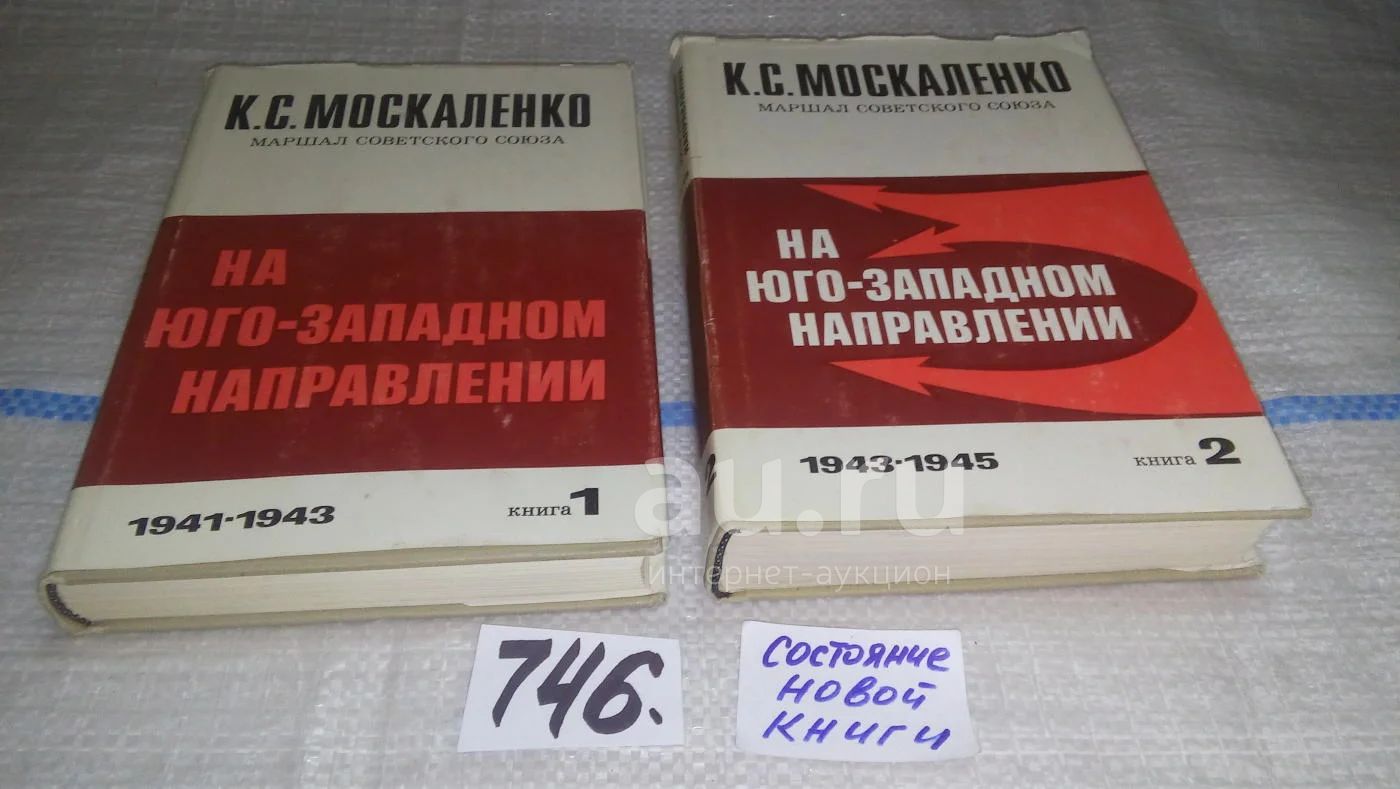 К.С.МОСКАЛЕНКО
МАРШАЛ СОВЕТСКОГО СОЮЗА
НА
ЮГО-ЗАПАДНОМ
НАПРАВЛЕНИИ
1941·1943
книга 1
К.С.МОСКАЛЕНКО
МАРШАЛ СОВЕТСКОГО СОЮЗА
НА
ЮГО-ЗАПАДНОМ
НАПРАВЛЕНИИ
1943·1945
книга 2
2
au.ru
интернет-аукцион
746.
СОСТОЯНИЕ
НОВОЙ
КНИГИ